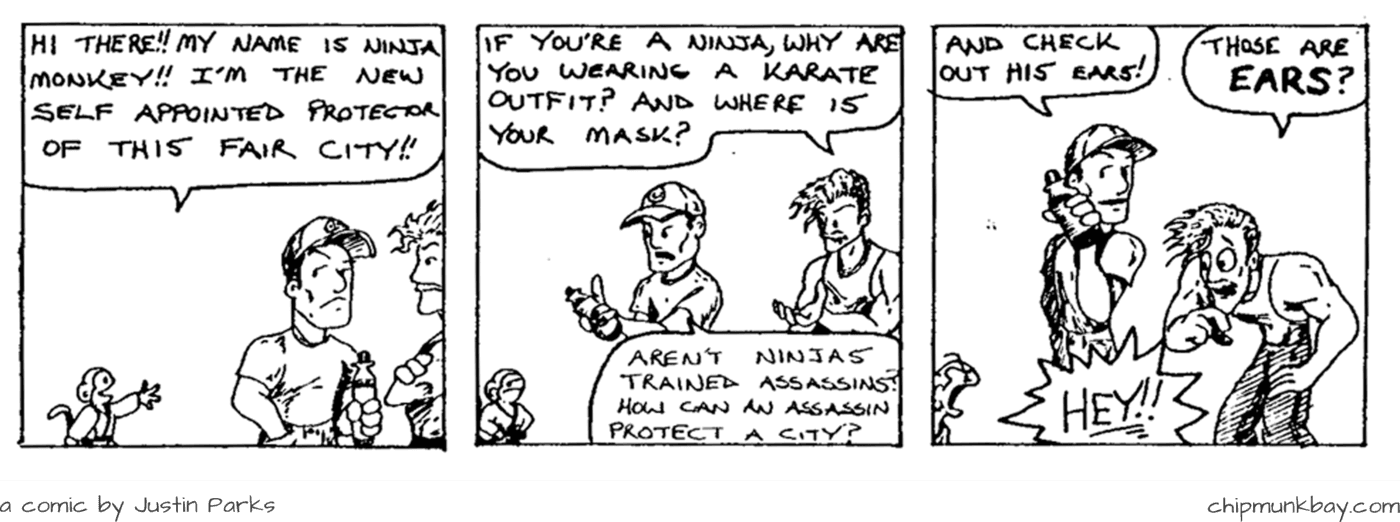 HI THERE!! MY NAME IS NINJA
MONKEY!! I'M THE NEW
SELF APPOINTED PROTECTOR
OF THIS FAIR CITY!!
IF YOU'RE A NINJA, WHY ARE
YOU WEARING A KARATE
OUTFIT? AND WHERE IS
YOUR MASK?
AREN'T NINJAS
TRAINED ASSASSINS?
HOW CAN AN ASSASSIN
PROTECT A CITY?
AND CHECK
OUT HIS EARS!
THOSE ARE
EARS?
HEY!!
a comic by Justin Parks
chipmunkbay.com